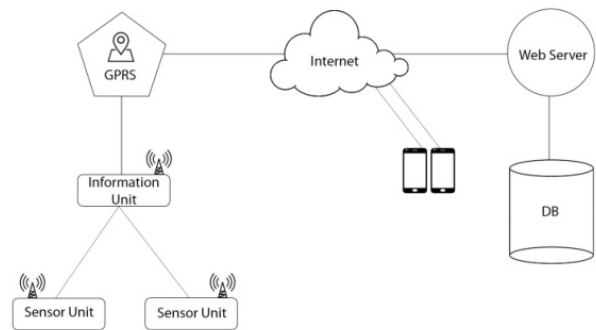 GPRS
Internet
Web Server
Information
Unit
DB
Sensor Unit
Sensor Unit